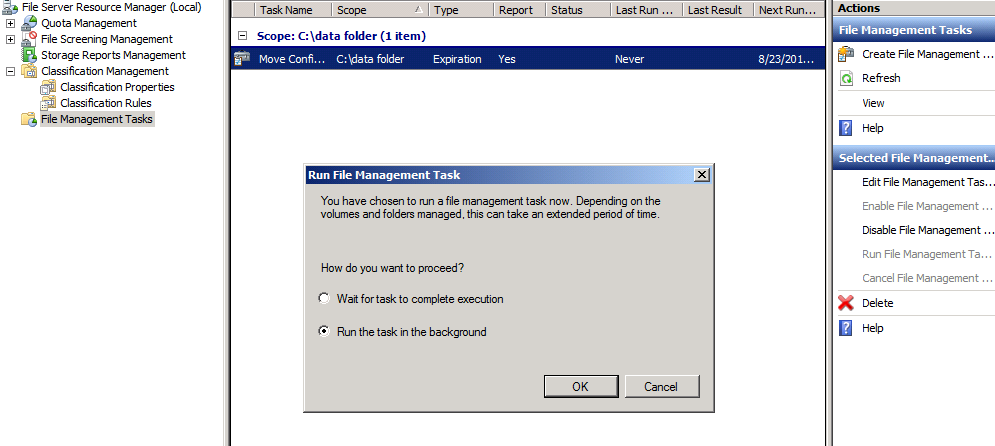 File Server Resource Manager (Local)
Quota Management
File Screening Management
Storage Reports Management
Classification Management
Classification Properties
Classification Rules
File Management Tasks
Task Name Scope Type Report Status Last Run ... Last Result Next Run...
Scope: C:\data folder (1 item)
Move Confi... C:\data folder Expiration Yes Never 8/23/201...
Run File Management Task
You have chosen to run a file management task now. Depending on the
volumes and folders managed, this can take an extended period of time.
How do you want to proceed?
Wait for task to complete execution
Run the task in the background
OK Cancel
Actions
File Management Tasks
Create File Management ...
Refresh
View
Help
Selected File Management...
Edit File Management Tas...
Enable File Management ...
Disable File Management ...
Run File Management Ta...
Cancel File Management ...
Delete
Help